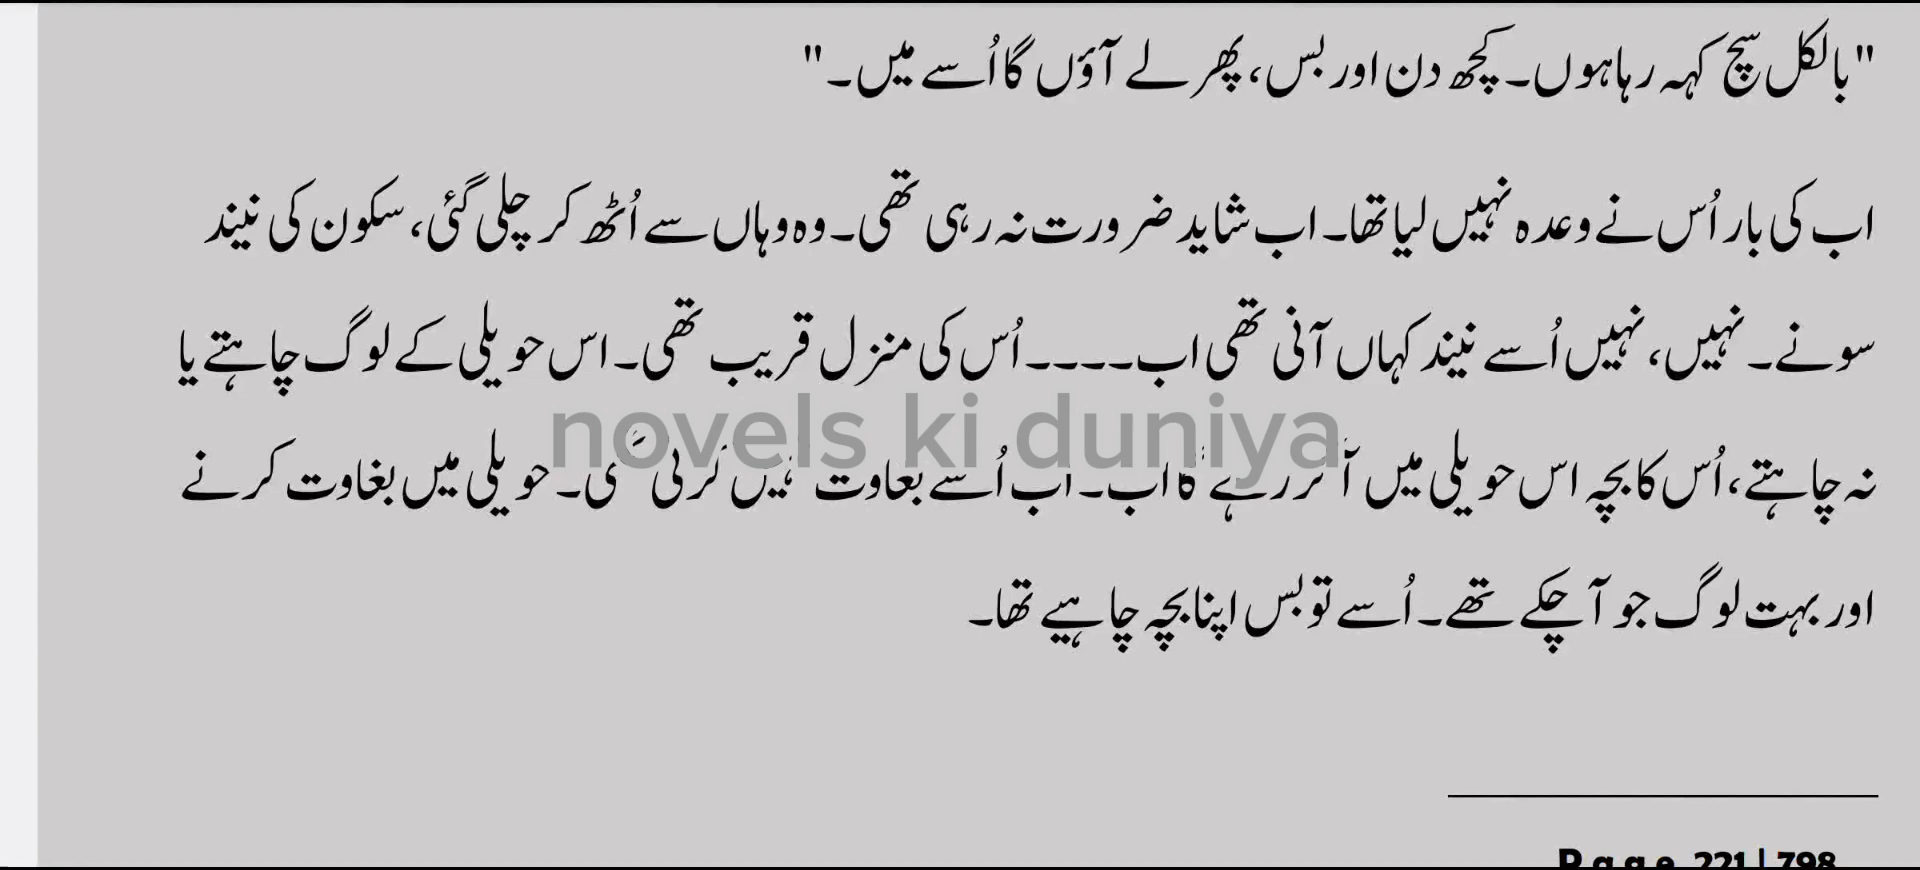 "بالکل سچ کہہ رہا ہوں۔ کچھ دن اور بس، پھر لے آؤں گا اُسے میں۔"
اب کی بار اُس نے وعدہ نہیں لیا تھا۔ اب شاید ضرورت نہ رہی تھی۔ وہ وہاں سے اُٹھ کر چلی گئی، سکون کی نیند
سونے۔ نہیں، نہیں اُسے نیند کہاں آنی تھی اب۔۔۔۔ اُس کی منزل قریب تھی۔ اس حویلی کے لوگ چاہتے یا
نہ چاہتے، اُس کا بچہ اس حویلی میں آ کر رہے گا اب۔ اب اُسے بغاوت نہیں کرنی تھی۔ حویلی میں بغاوت کرنے
اور بہت لوگ جو آ چکے تھے۔ اُسے تو بس اپنا بچہ چاہیے تھا۔
novels ki duniya
Page 221 | 798